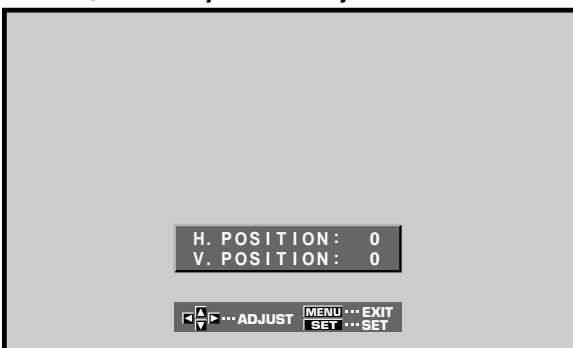 H. POSITION: 0
V. POSITION: 0
◀▲▼▶···ADJUST MENU···EXIT
SET···SET